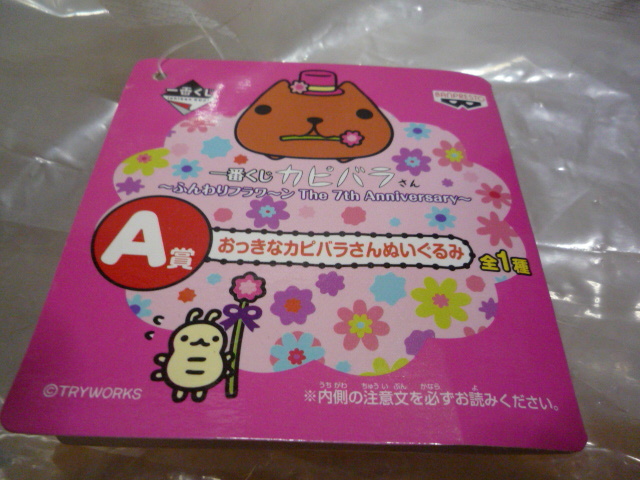 一番くじ
BANPRESTO
一番くじ カピバラさん
～ふんわりフラワ～ン The 7th Anniversary～
A賞
おっきなカピバラさんぬいぐるみ
全1種
©TRYWORKS
※内側の注意文を必ずお読みください。